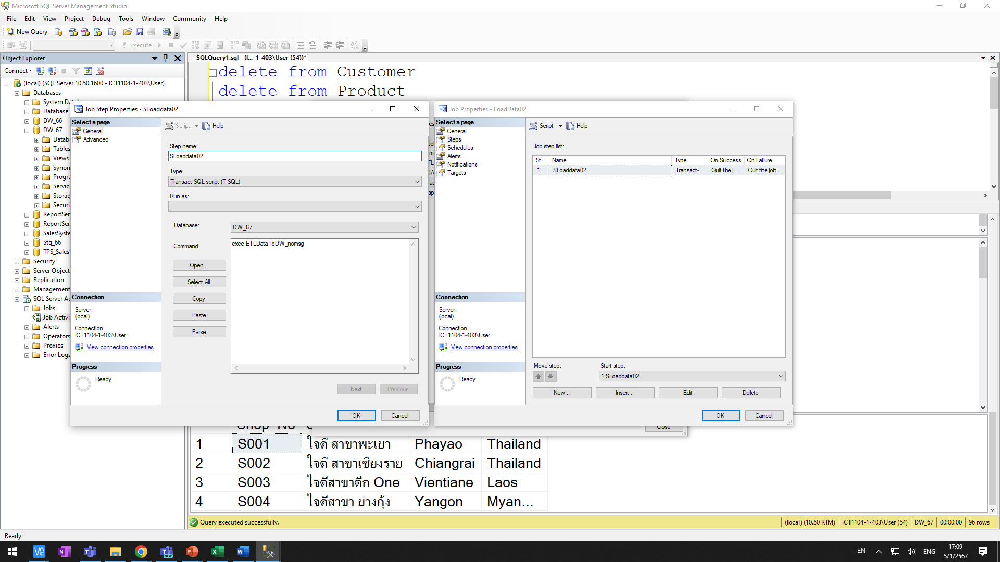 Microsoft SQL Server Management Studio
File Edit View Project Debug Tools Window Community Help
New Query
Execute
Object Explorer
Connect
(local) (SQL Server 10.50.1600 - ICT1104-1-403\User)
Databases
System Da
Database
DW_66
DW_67
Datab
Tables
Views
Synon
Progra
Service
Storag
Securi
ReportSer
ReportSer
SalesSyste
Stg_66
TPS_Sales
Security
Server Object
Replication
Management
SQL Server Ag
Jobs
Job Activi
Alerts
Operators
Proxies
Error Logs
SQLQuery1.sql - (l...-1-403\User (54))*
delete from Customer
delete from Product
Job Step Properties - SLoaddata02
Select a page
General
Advanced
Script Help
Step name:
SLoaddata02
Type:
Transact-SQL script (T-SQL)
Run as:
Database:
DW_67
Command:
exec ETLDataToDW_nomsg
Open...
Select All
Copy
Paste
Parse
Connection
Server:
(local)
Connection:
ICT1104-1-403\User
View connection properties
Progress
Ready
Next Previous
OK Cancel
Job Properties - LoadData02
Select a page
General
Steps
Schedules
Alerts
Notifications
Targets
Script Help
Job step list:
St... Name Type On Success On Failure
1 SLoaddata02 Transact-... Quit the j... Quit the job...
Connection
Server:
(local)
Connection:
ICT1104-1-403\User
View connection properties
Progress
Ready
Move step:
Start step:
1:SLoaddata02
New... Insert... Edit Delete
OK Cancel
Close
Shop_No
1 S001 ใจดี สาขาพะเยา Phayao Thailand
2 S002 ใจดี สาขาเชียงราย Chiangrai Thailand
3 S003 ใจดีสาขาตึก One Vientiane Laos
4 S004 ใจดีสาขา ย่างกุ้ง Yangon Myan...
Query executed successfully.
(local) (10.50 RTM) ICT1104-1-403\User (54) DW_67 00:00:00 96 rows
Ready
EN ENG
17:09
5/1/2567